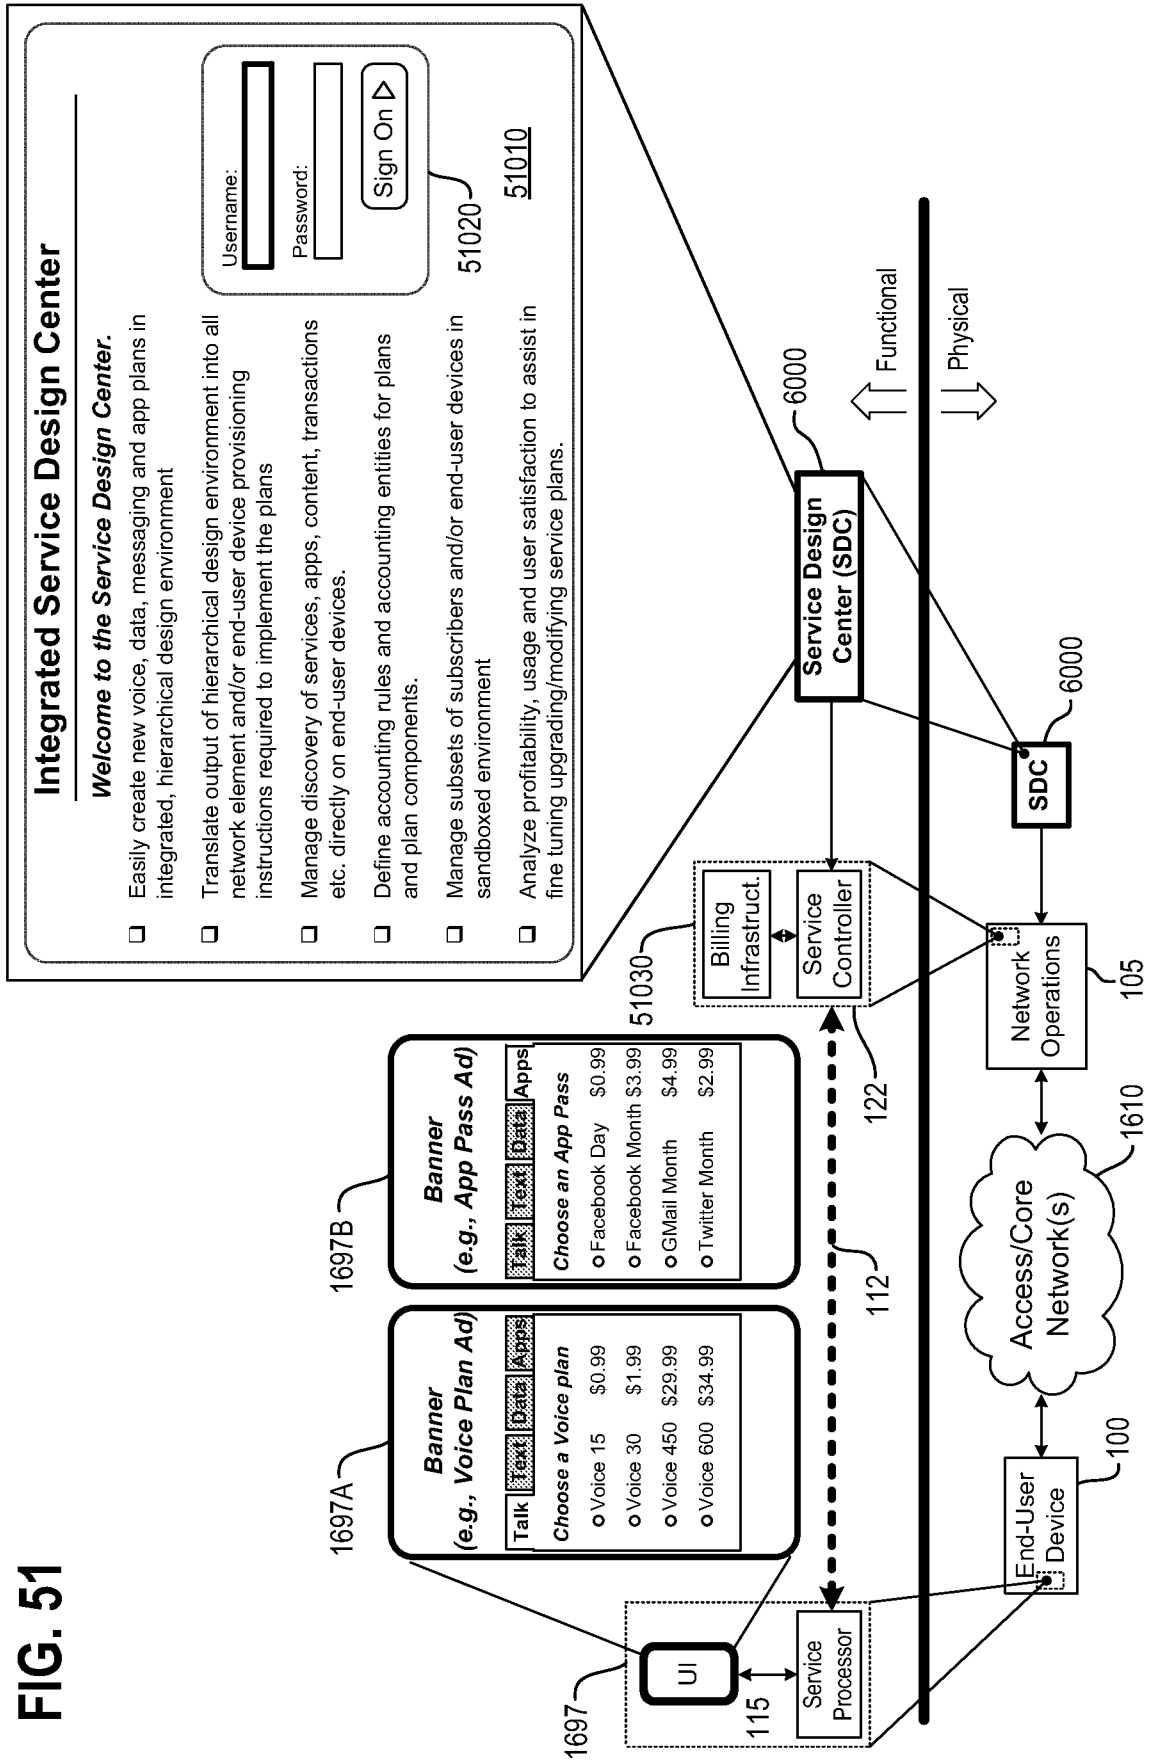 FIG. 51
Integrated Service Design Center
Welcome to the Service Design Center.
❑ Easily create new voice, data, messaging and app plans in
integrated, hierarchical design environment
❑ Translate output of hierarchical design environment into all
network element and/or end-user device provisioning
instructions required to implement the plans
❑ Manage discovery of services, apps, content, transactions
etc. directly on end-user devices.
❑ Define accounting rules and accounting entities for plans
and plan components.
❑ Manage subsets of subscribers and/or end-user devices in
sandboxed environment
❑ Analyze profitability, usage and user satisfaction to assist in
fine tuning upgrading/modifying service plans.
Username:
Password:
Sign On
51020
51010
1697A
Banner
(e.g., Voice Plan Ad)
Talk Text Data Apps
Choose a Voice plan
Voice 15 $0.99
Voice 30 $1.99
Voice 450 $29.99
Voice 600 $34.99
1697B
Banner
(e.g., App Pass Ad)
Talk Text Data Apps
Choose an App Pass
Facebook Day $0.99
Facebook Month $3.99
GMail Month $4.99
Twitter Month $2.99
1697
UI
115
Service
Processor
112
51030
Billing
Infrastruct.
Service
Controller
122
Service Design
Center (SDC)
6000
Functional
Physical
End-User
Device
100
Access/Core
Network(s)
1610
Network
Operations
105
SDC
6000